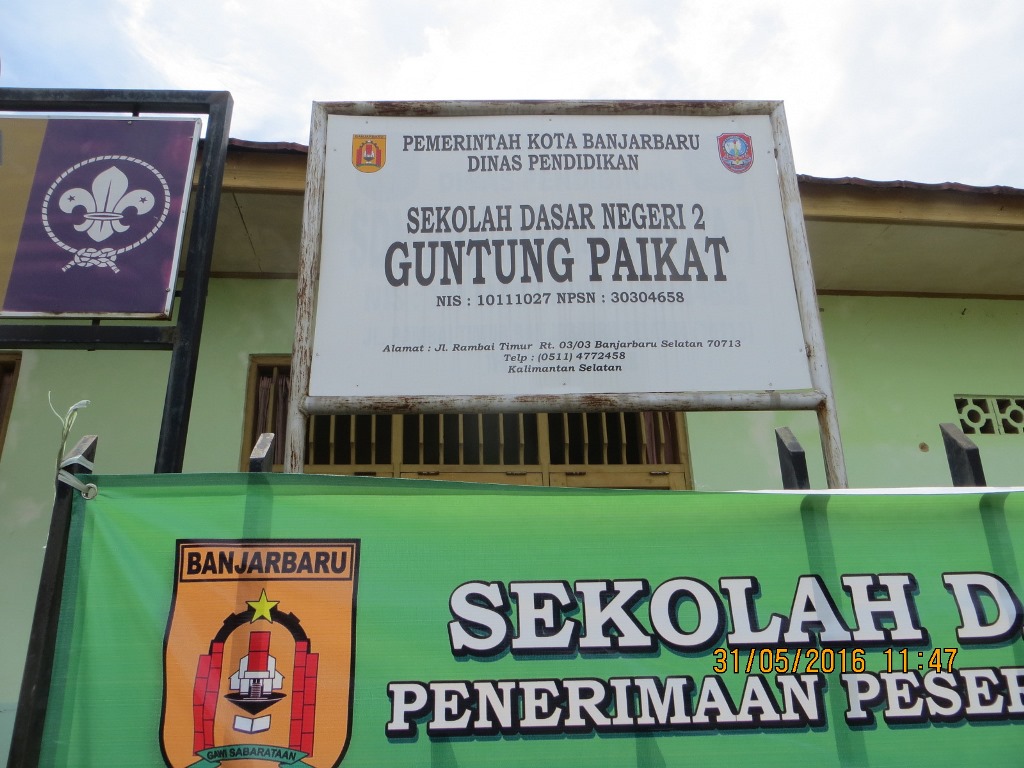 PEMERINTAH KOTA BANJARBARU
DINAS PENDIDIKAN
SEKOLAH DASAR NEGERI 2
GUNTUNG PAIKAT
NIS : 10111027 NPSN : 30304658
Alamat : Jl. Rambai Timur Rt. 03/03 Banjarbaru Selatan 70713
Telp : (0511) 4772458
Kalimantan Selatan
BANJARBARU
GAWI SABARATAAN
SEKOLAH D
PENERIMAAN PESER
31/05/2016 11:47